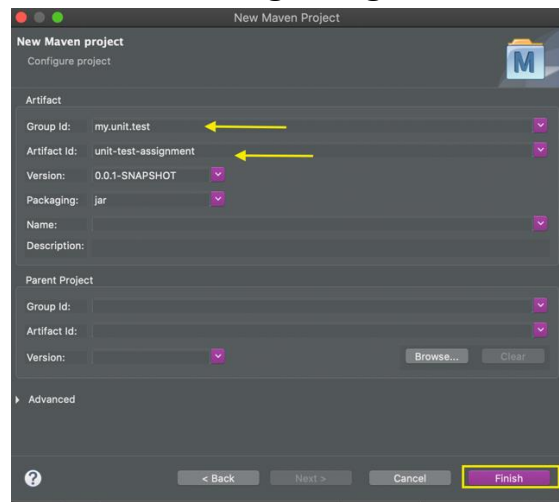 New Maven Project
New Maven project
Configure project
M
Artifact
Group Id: my.unit.test
Artifact Id: unit-test-assignment
Version: 0.0.1-SNAPSHOT
Packaging: jar
Name:
Description:
Parent Project
Group Id:
Artifact Id:
Version: Browse... Clear
Advanced
? < Back Next > Cancel Finish